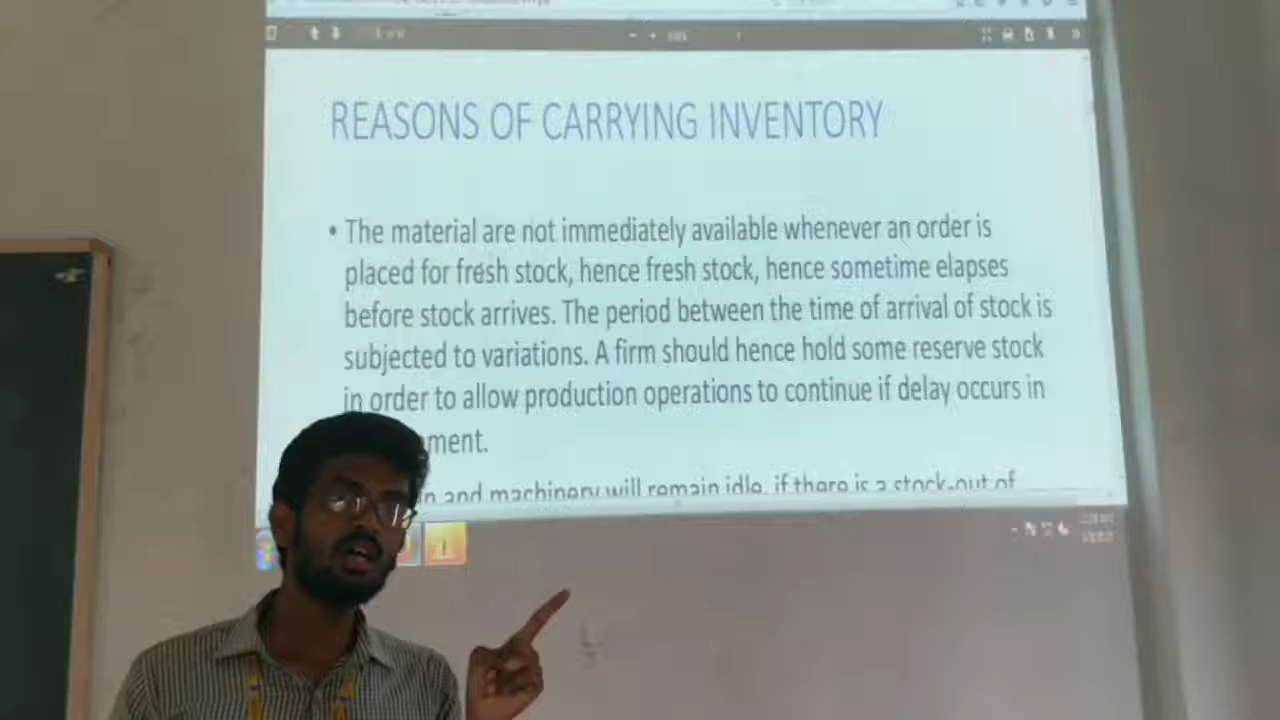 REASONS OF CARRYING INVENTORY
• The material are not immediately available whenever an order is
placed for fresh stock, hence fresh stock, hence sometime elapses
before stock arrives. The period between the time of arrival of stock is
subjected to variations. A firm should hence hold some reserve stock
in order to allow production operations to continue if delay occurs in
ment.
and machinery will remain idle, if there is a stock-out of